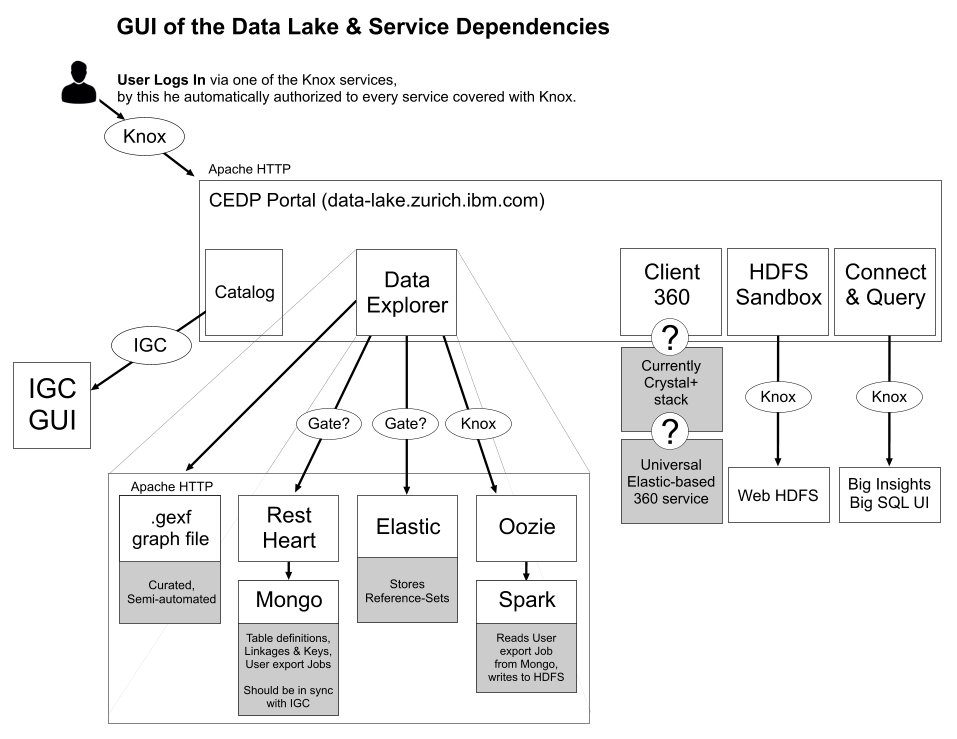 GUI of the Data Lake & Service Dependencies
User Logs In via one of the Knox services,
by this he automatically authorized to every service covered with Knox.
Knox
Apache HTTP
CEDP Portal (data-lake.zurich.ibm.com)
Catalog
Data
Explorer
Client
360
HDFS
Sandbox
Connect
& Query
IGC
IGC
GUI
?
Currently
Crystal+
stack
?
Universal
Elastic-based
360 service
Knox
Web HDFS
Knox
Big Insights
Big SQL UI
Gate?
Gate?
Knox
Apache HTTP
.gexf
graph file
Curated,
Semi-automated
Rest
Heart
Mongo
Table definitions,
Linkages & Keys,
User export Jobs
Should be in sync
with IGC
Elastic
Stores
Reference-Sets
Oozie
Spark
Reads User
export Job
from Mongo,
writes to HDFS